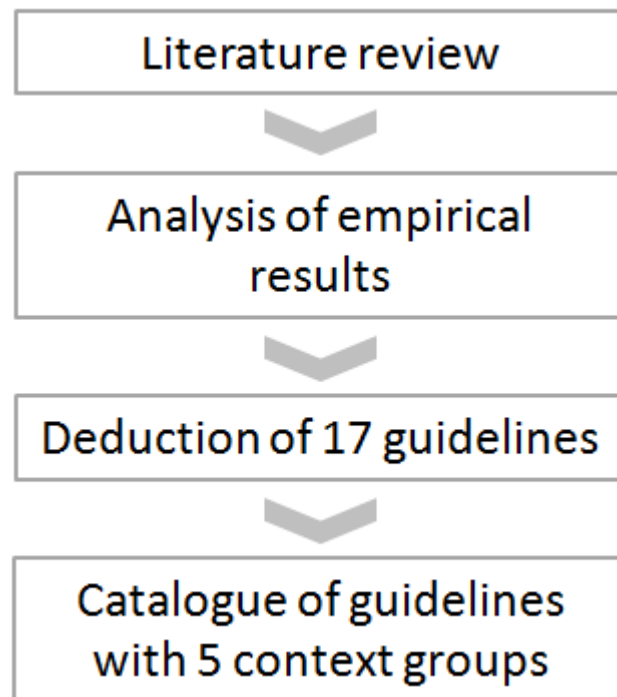 Literature review
Analysis of empirical
results
Deduction of 17 guidelines
Catalogue of guidelines
with 5 context groups